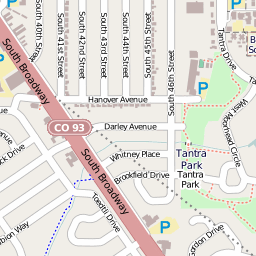 South 40th Street
South 41st Street
South 42nd Street
South 43rd Street
South 44th Street
South 45th Street
South 46th Street
Tantra Drive
South Broadway
Hanover Avenue
CO 93
Darley Avenue
West Moorhead Circle
South Broadway
Whitney Place
Tantra
Park
Brookfield Drive
Tantra
Park
Toedtli Drive